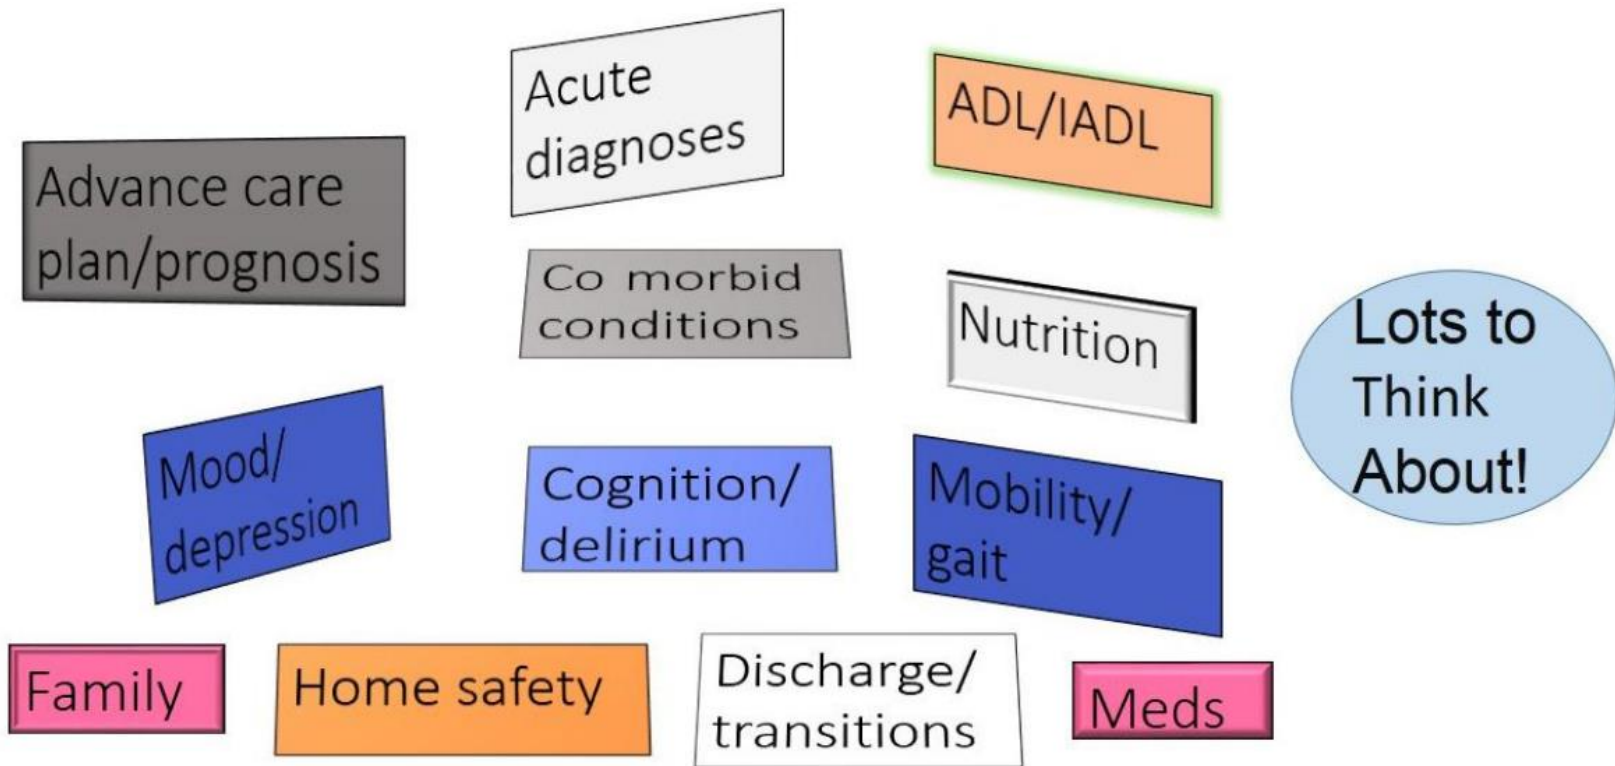 Acute
diagnoses
ADL/IADL
Advance care
plan/prognosis
Co morbid
conditions
Nutrition
Lots to
Think
About!
Mood/
depression
Cognition/
delirium
Mobility/
gait
Family
Home safety
Discharge/
transitions
Meds